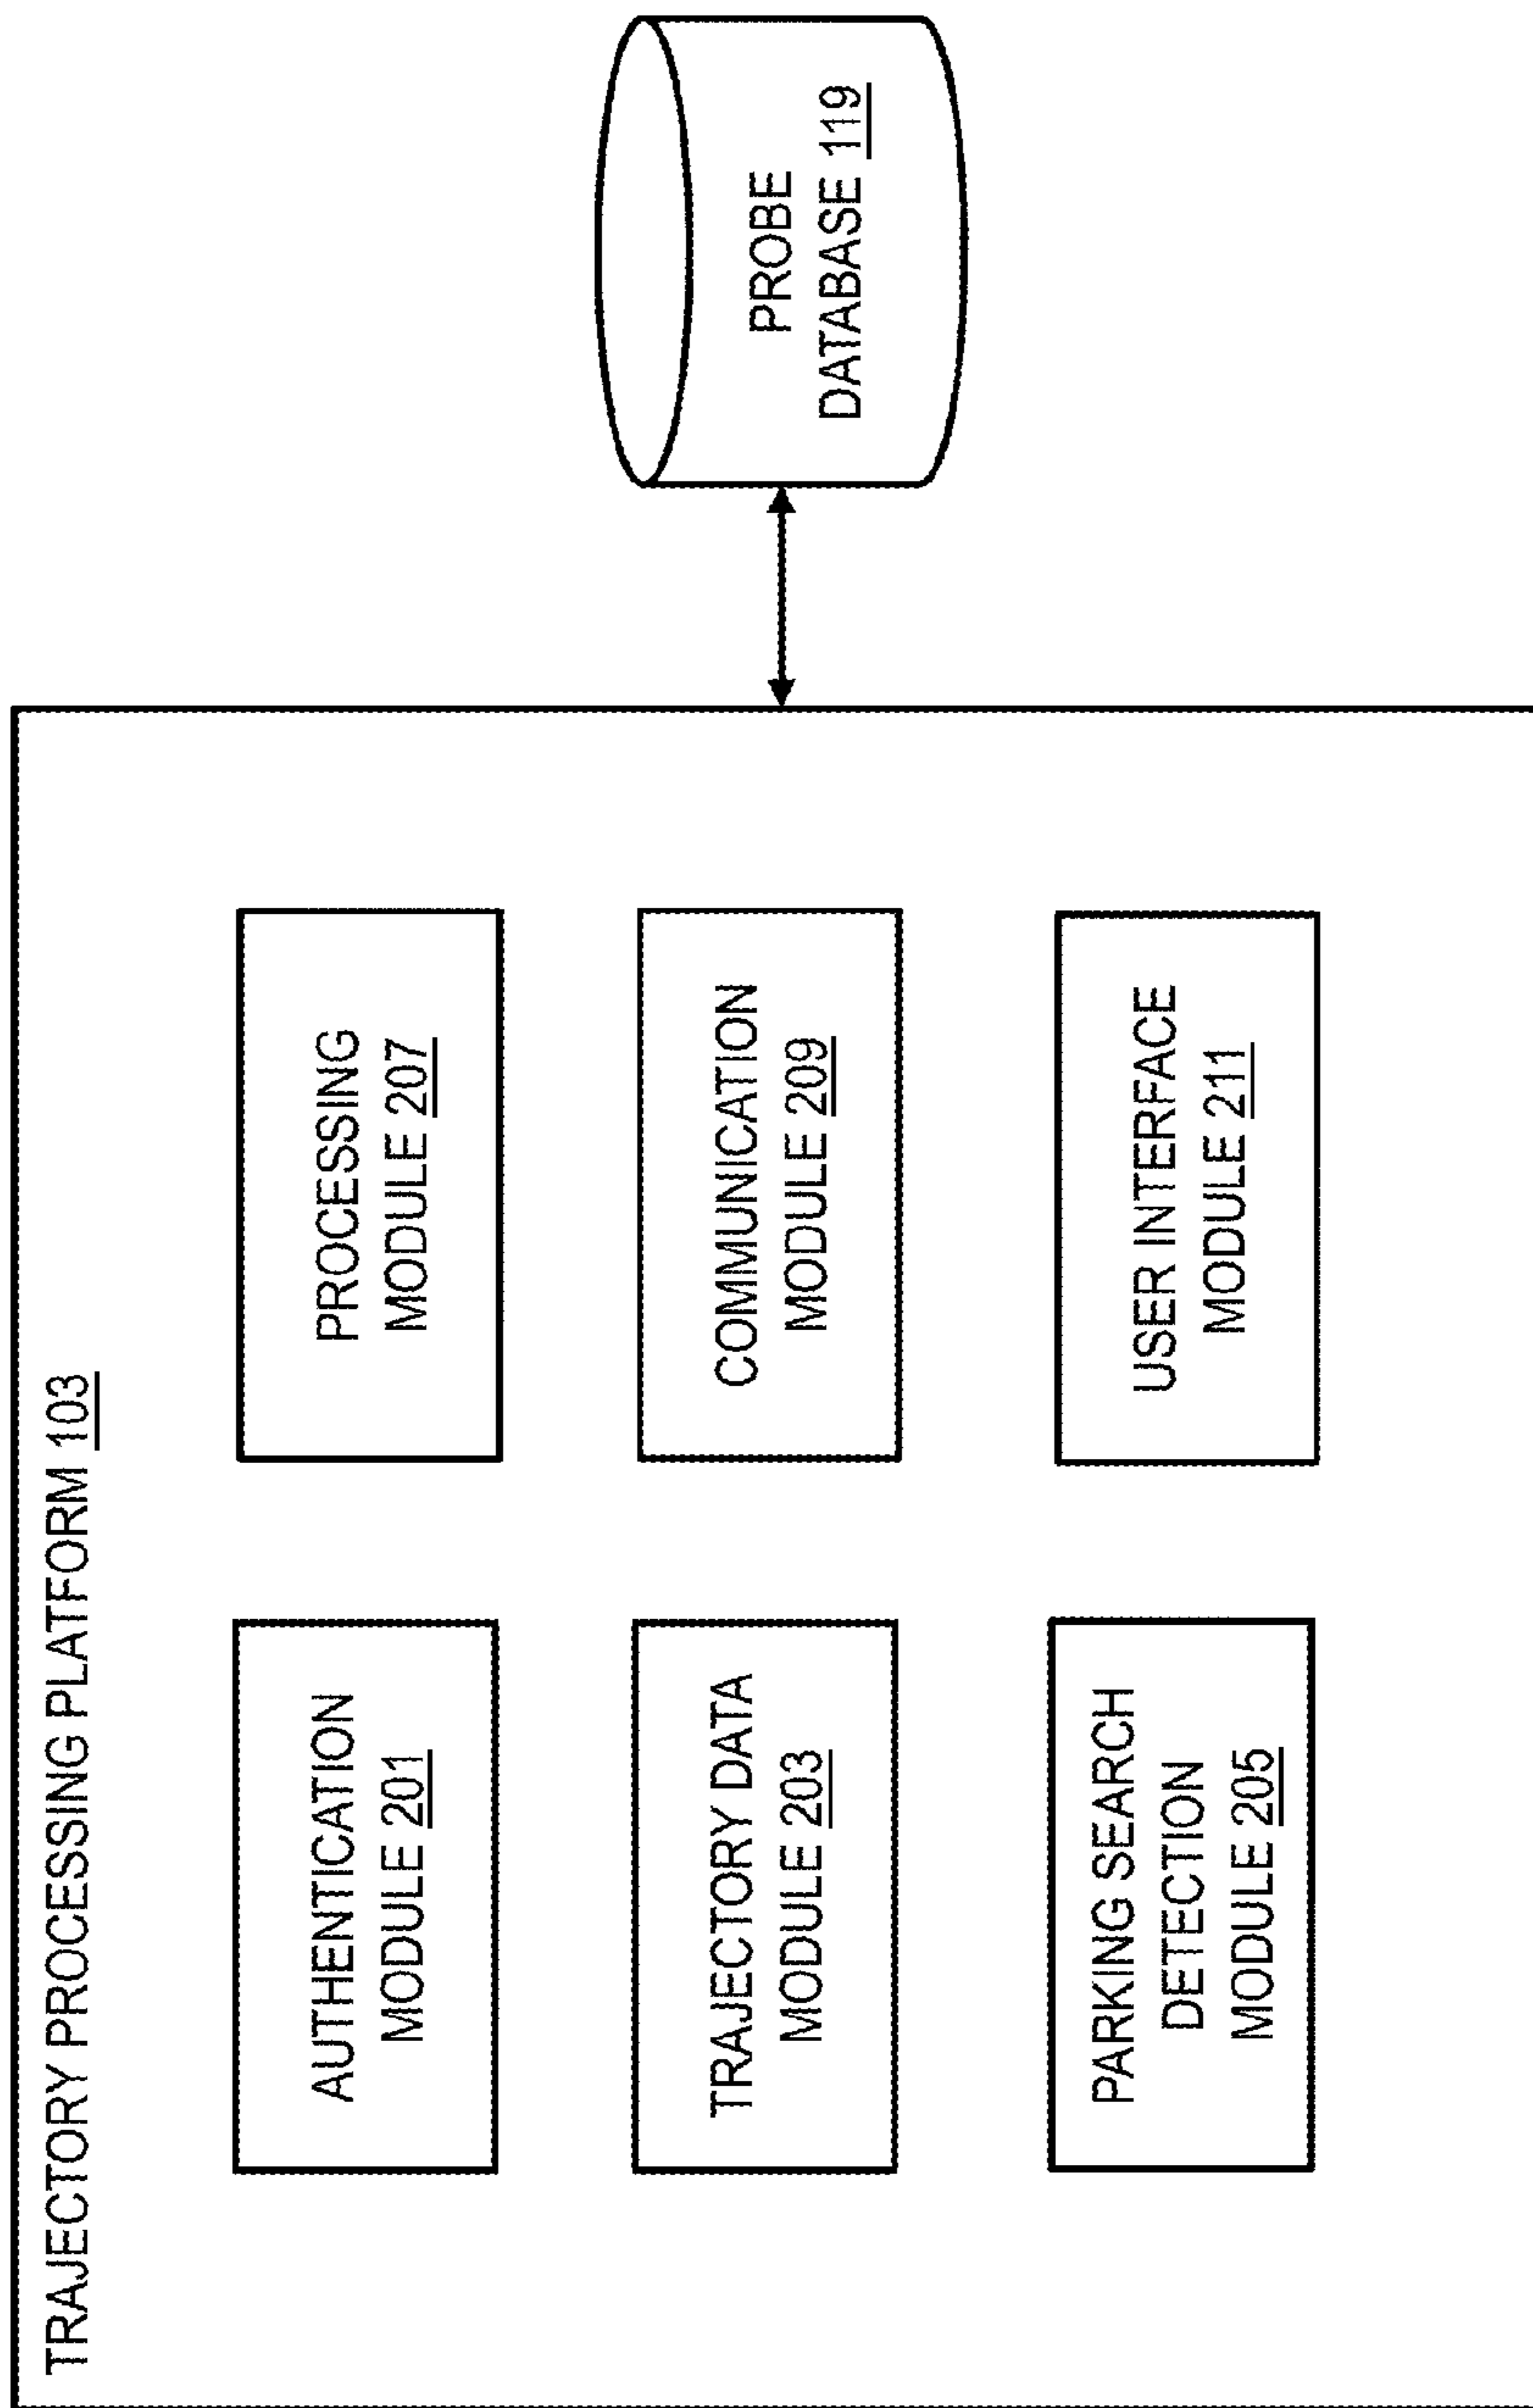 TRAJECTORY PROCESSING PLATFORM 103
AUTHENTICATION
MODULE 201
PROCESSING
MODULE 207
TRAJECTORY DATA
MODULE 203
COMMUNICATION
MODULE 209
PARKING SEARCH
DETECTION
MODULE 205
USER INTERFACE
MODULE 211
PROBE
DATABASE 119